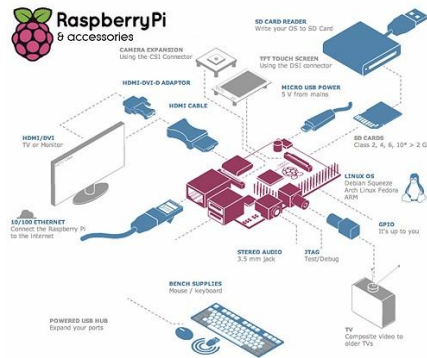 RaspberryPi
& accessories
SD CARD READER
Write your OS to SD Card
CAMERA EXPANSION
Using the CSI Connector
TFT TOUCH SCREEN
Using the DSI connector
HDMI-DVI-D ADAPTOR
HDMI CABLE
MICRO USB POWER
5 V from mains
HDMI/DVI
TV or Monitor
SD CARDS
Class 2, 4, 6, 10* > 2 G
LINUX OS
Debian Squeeze
Arch Linux Fedora
ARM
10/100 ETHERNET
Connect the Raspberry Pi
to the Internet
GPIO
It's up to you
STEREO AUDIO
3.5 mm jack
JTAG
Test/Debug
BENCH SUPPLIES
Mouse / keyboard
POWERED USB HUB
Expand your ports
TV
Composite video to
older TVs